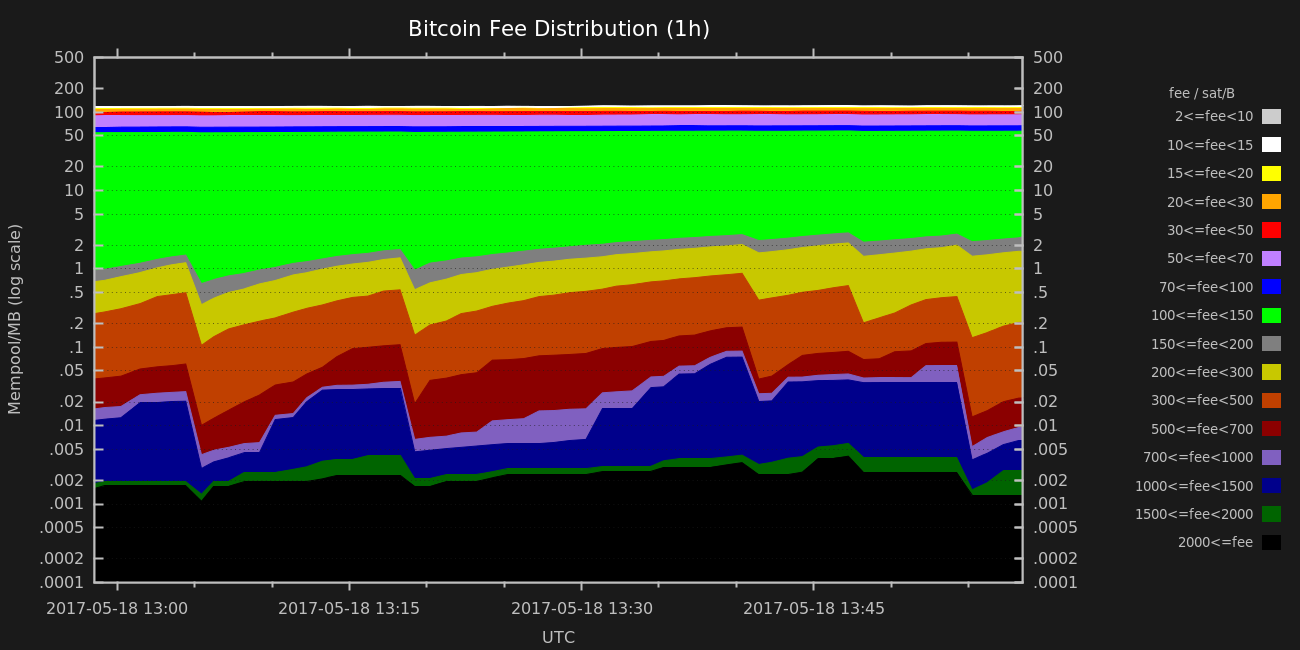 Bitcoin Fee Distribution (1h)
Mempool/MB (log scale)
500
200
100
50
20
10
5
2
1
.5
.2
.1
.05
.02
.01
.005
.002
.001
.0005
.0002
.0001
500
200
100
50
20
10
5
2
1
.5
.2
.1
.05
.02
.01
.005
.002
.001
.0005
.0002
.0001
2017-05-18 13:00
2017-05-18 13:15
2017-05-18 13:30
2017-05-18 13:45
UTC
fee / sat/B
2<=fee<10
10<=fee<15
15<=fee<20
20<=fee<30
30<=fee<50
50<=fee<70
70<=fee<100
100<=fee<150
150<=fee<200
200<=fee<300
300<=fee<500
500<=fee<700
700<=fee<1000
1000<=fee<1500
1500<=fee<2000
2000<=fee